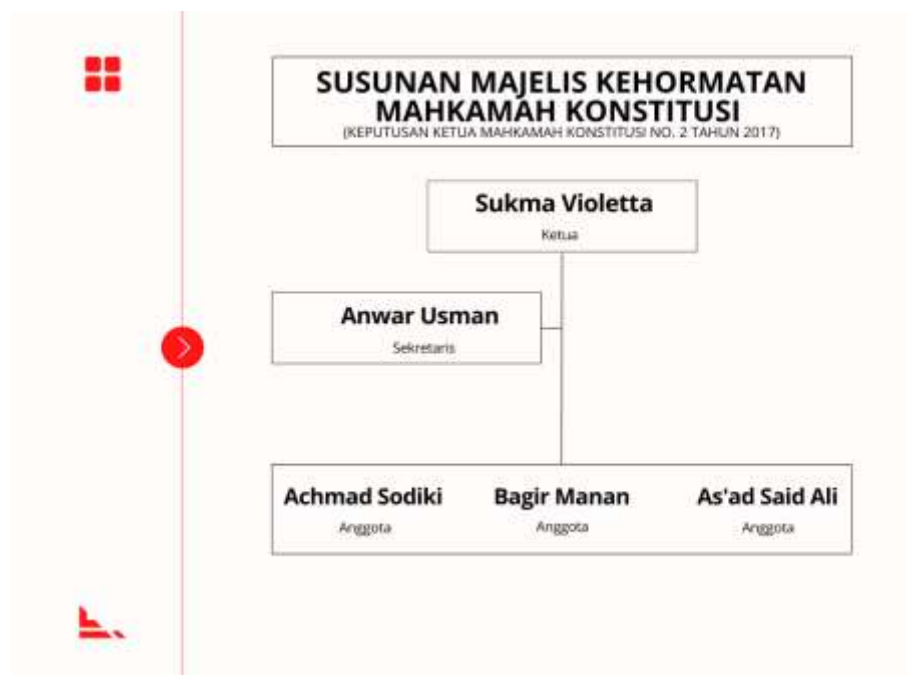 SUSUNAN MAJELIS KEHORMATAN
MAHKAMAH KONSTITUSI
(KEPUTUSAN KETUA MAHKAMAH KONSTITUSI NO. 2 TAHUN 2017)
Sukma Violetta
Ketua
Anwar Usman
Sekretaris
Achmad Sodiki
Anggota
Bagir Manan
Anggota
As'ad Said Ali
Anggota